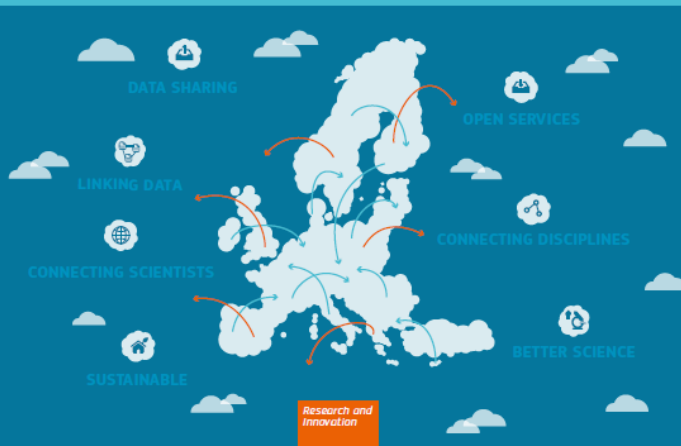 DATA SHARING
OPEN SERVICES
LINKING DATA
CONNECTING DISCIPLINES
CONNECTING SCIENTISTS
BETTER SCIENCE
SUSTAINABLE
Research and
Innovation